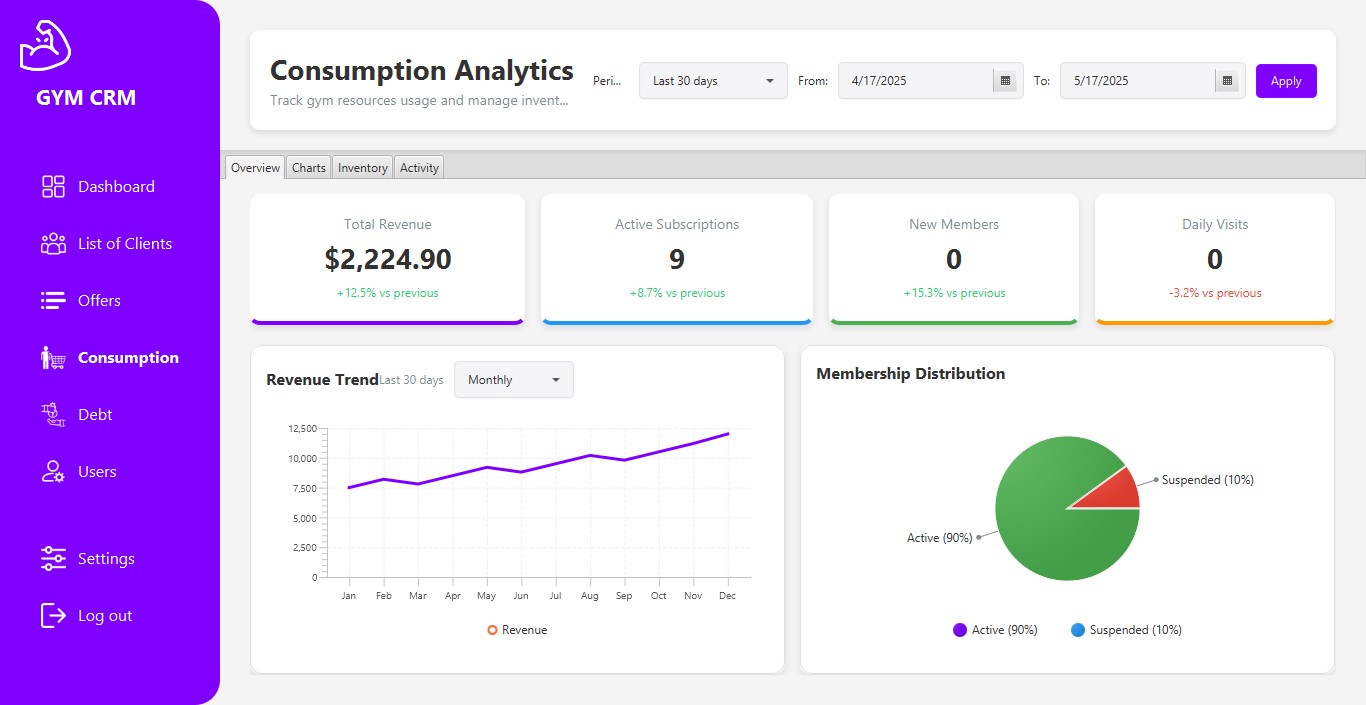 GYM CRM
Dashboard
List of Clients
Offers
Consumption
Debt
Users
Settings
Log out
Consumption Analytics
Track gym resources usage and manage invent...
Peri... Last 30 days From: 4/17/2025 To: 5/17/2025 Apply
Overview Charts Inventory Activity
Total Revenue
$2,224.90
+12.5% vs previous
Active Subscriptions
9
+8.7% vs previous
New Members
0
+15.3% vs previous
Daily Visits
0
-3.2% vs previous
Revenue Trend Last 30 days Monthly
12,500
10,000
7,500
5,000
2,500
0
Jan Feb Mar Apr May Jun Jul Aug Sep Oct Nov Dec
Revenue
Membership Distribution
Suspended (10%)
Active (90%)
Active (90%) Suspended (10%)